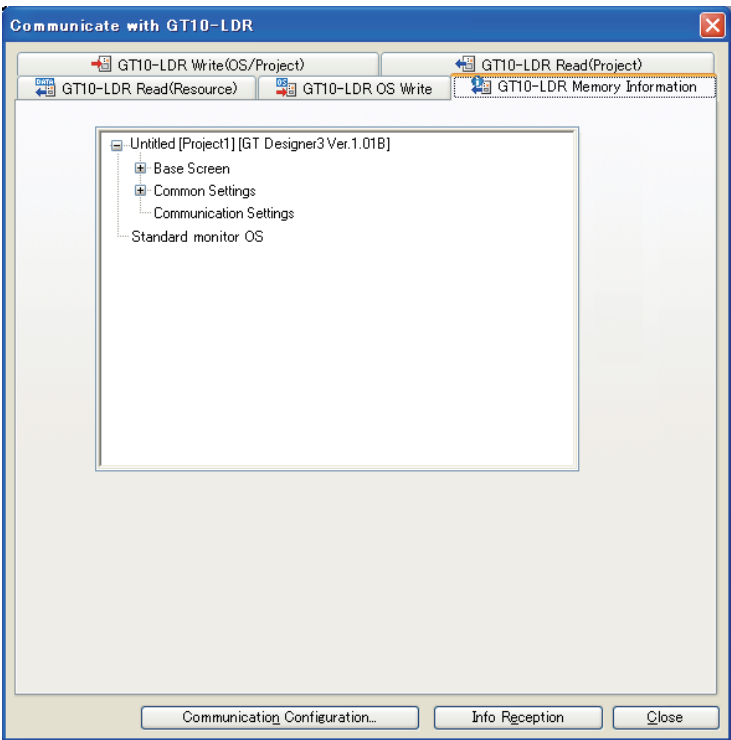 Communicate with GT10-LDR
GT10-LDR Write(OS/Project)
GT10-LDR Read(Project)
DATA
GT10-LDR Read(Resource)
OS
GT10-LDR OS Write
GT10-LDR Memory Information
Untitled [Project1] [GT Designer3 Ver.1.01B]
Base Screen
Common Settings
Communication Settings
Standard monitor OS
Communication Configuration...
Info Reception
Close